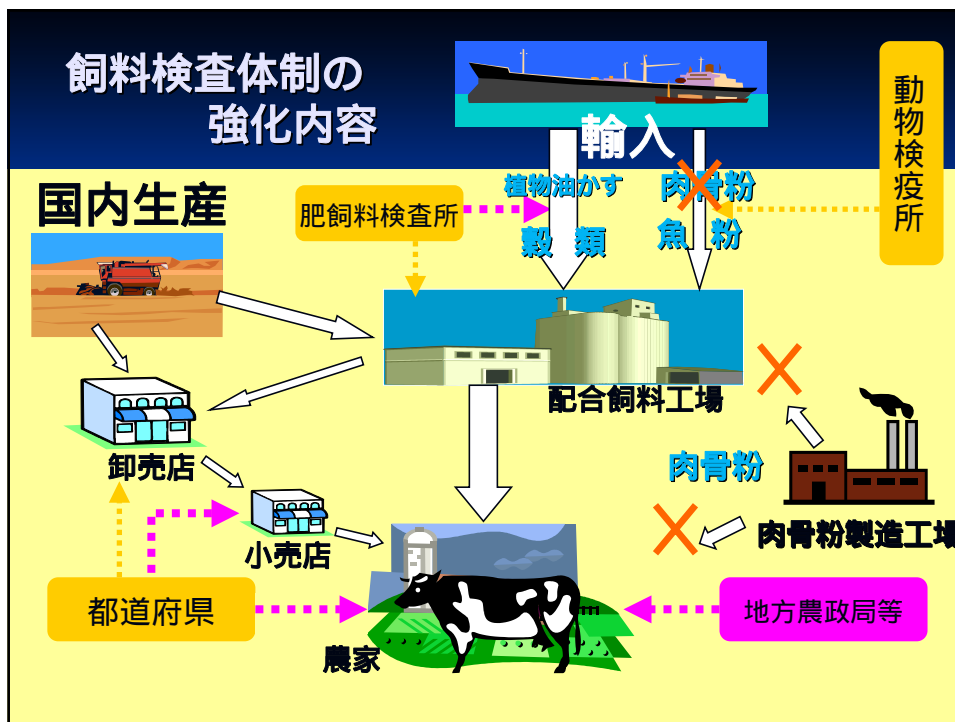 飼料検査体制の
強化内容
輸入
動物検疫所
国内生産
肥飼料検査所
植物油かす
肉骨粉
穀 類
魚 粉
配合飼料工場
卸売店
肉骨粉
肉骨粉製造工場
小売店
都道府県
地方農政局等
農家